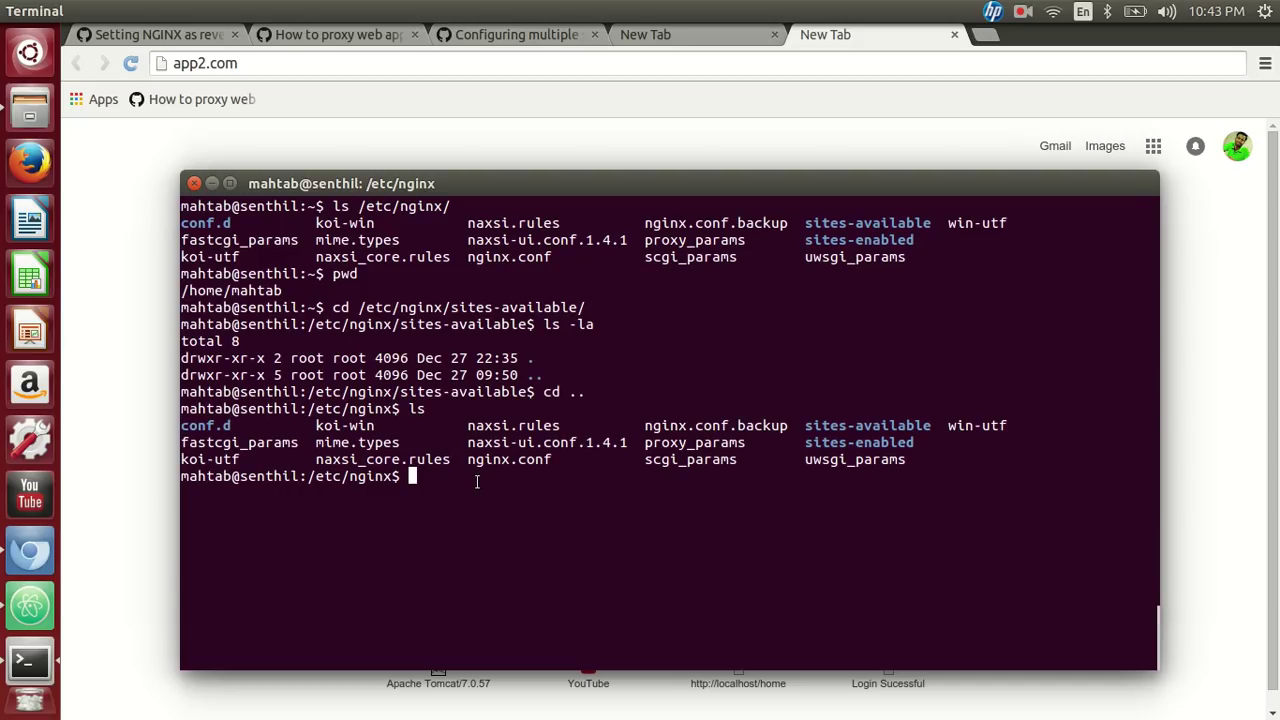 Terminal
En
10:43 PM
Setting NGINX as reve
How to proxy web app
Configuring multiple
New Tab
New Tab
app2.com
Apps
How to proxy web
Gmail
Images
mahtab@senthil: /etc/nginx
mahtab@senthil:~$ ls /etc/nginx/
conf.d koi-win naxsi.rules nginx.conf.backup sites-available win-utf
fastcgi_params mime.types naxsi-ui.conf.1.4.1 proxy_params sites-enabled
koi-utf naxsi_core.rules nginx.conf scgi_params uwsgi_params
mahtab@senthil:~$ pwd
/home/mahtab
mahtab@senthil:~$ cd /etc/nginx/sites-available/
mahtab@senthil:/etc/nginx/sites-available$ ls -la
total 8
drwxr-xr-x 2 root root 4096 Dec 27 22:35 .
drwxr-xr-x 5 root root 4096 Dec 27 09:50 ..
mahtab@senthil:/etc/nginx/sites-available$ cd ..
mahtab@senthil:/etc/nginx$ ls
conf.d koi-win naxsi.rules nginx.conf.backup sites-available win-utf
fastcgi_params mime.types naxsi-ui.conf.1.4.1 proxy_params sites-enabled
koi-utf naxsi_core.rules nginx.conf scgi_params uwsgi_params
mahtab@senthil:/etc/nginx$
You
Tube
Apache Tomcat/7.0.57
YouTube
http://localhost/home
Login Sucessful